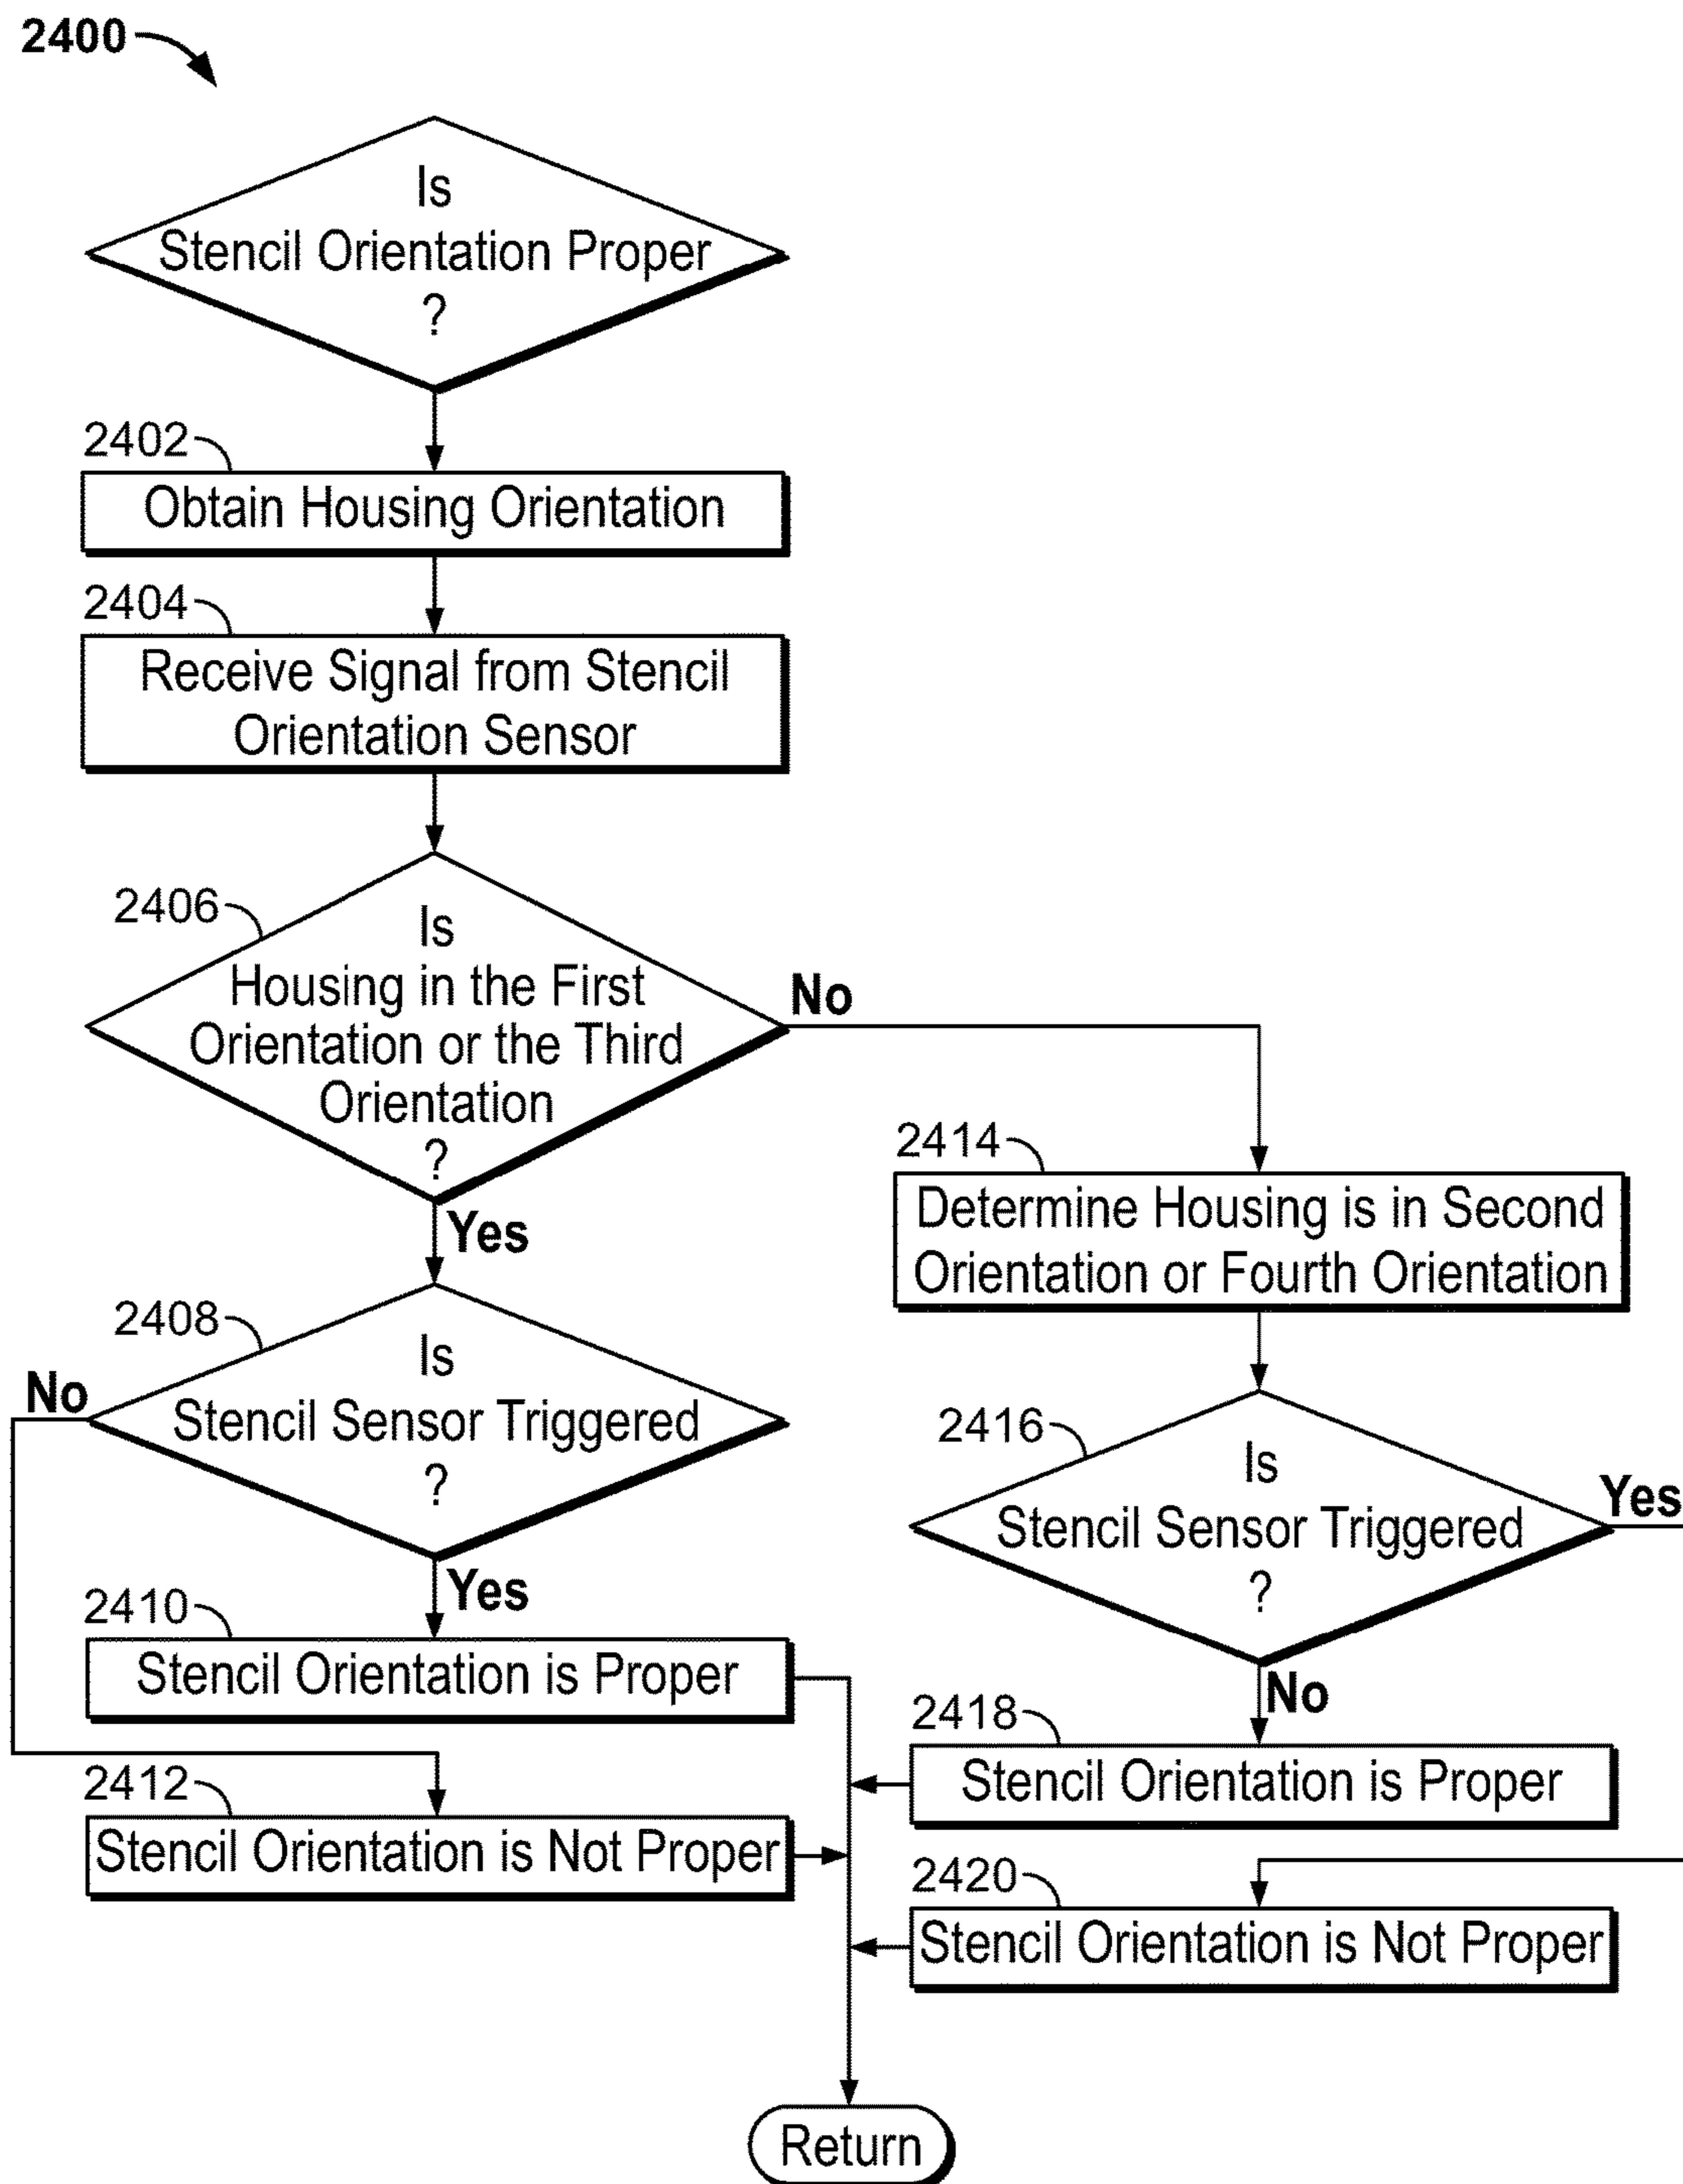 2400
Is
Stencil Orientation Proper
?
2402
Obtain Housing Orientation
2404
Receive Signal from Stencil
Orientation Sensor
2406
Is
Housing in the First
Orientation or the Third
Orientation
?
No
Yes
2408
Is
Stencil Sensor Triggered
?
No
Yes
2410
Stencil Orientation is Proper
2412
Stencil Orientation is Not Proper
2414
Determine Housing is in Second
Orientation or Fourth Orientation
2416
Is
Stencil Sensor Triggered
?
Yes
No
2418
Stencil Orientation is Proper
2420
Stencil Orientation is Not Proper
Return